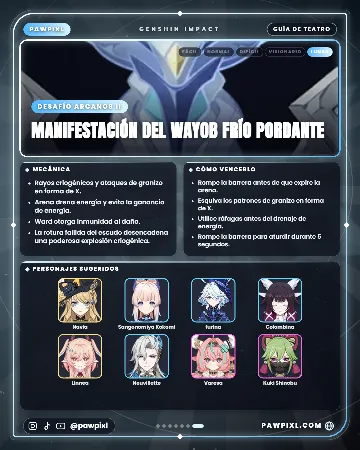 PAWPIXL
GENSHIN IMPACT
GUÍA DE TEATRO
FÁCIL
NORMAL
DIFÍCIL
VISIONARIO
LUNAR
DESAFÍO ARCANOS II
MANIFESTACIÓN DEL WAYOB FRÍO PORDANTE
MECÁNICA
Rayos criogénicos y ataques de granizo
en forma de X.
Arena drena energía y evita la ganancia
de energía.
Ward otorga inmunidad al daño.
La rotura fallida del escudo desencadena
una poderosa explosión criogénica.
CÓMO VENCERLO
Rompe la barrera antes de que expire la
arena.
Esquiva los patrones de granizo en forma
de X.
Utilice ráfagas antes del drenaje de
energía.
Rompe la barrera para aturdir durante 5
segundos.
PERSONAJES SUGERIDOS
Navia
Sangonomiya Kokomi
Furina
Columbina
Linnea
Neuvillette
Varesa
Kuki Shinobu
@pawpixl
PAWPIXL.COM